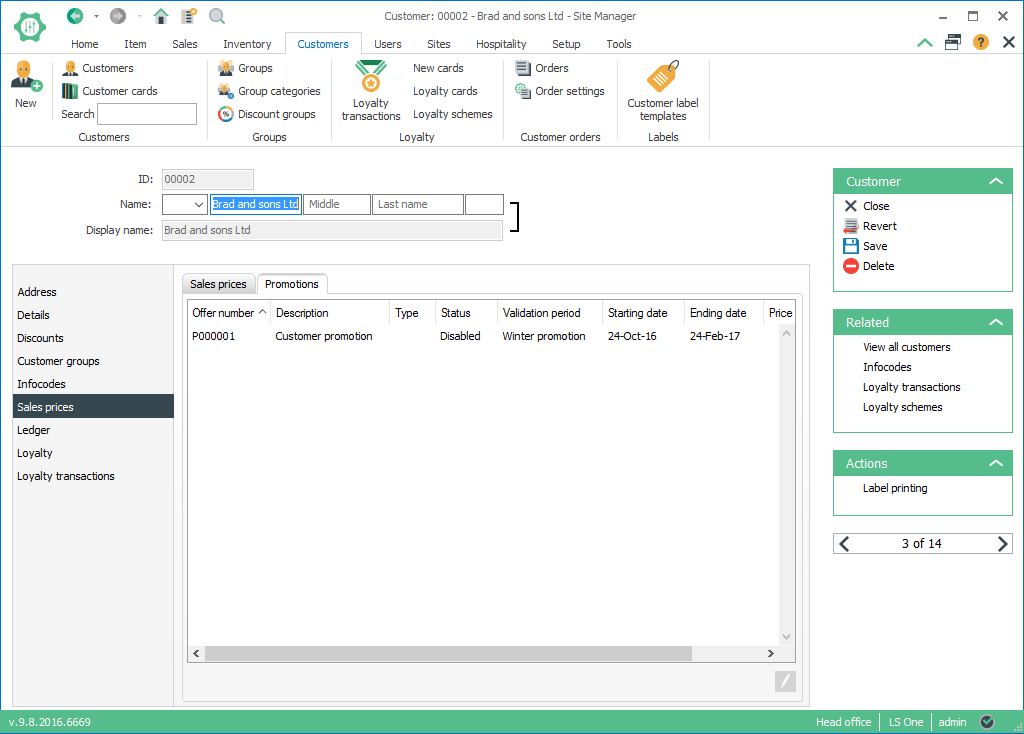 Customer: 00002 - Brad and sons Ltd - Site Manager
Home Item Sales Inventory Customers Users Sites Hospitality Setup Tools
New
Customers
Customer cards
Search
Customers
Groups
Group categories
Discount groups
Groups
Loyalty
transactions
New cards
Loyalty cards
Loyalty schemes
Loyalty
Orders
Order settings
Customer orders
Customer label
templates
Labels
ID: 00002
Name: Brad and sons Ltd Middle Last name
Display name: Brad and sons Ltd
Address
Details
Discounts
Customer groups
Infocodes
Sales prices
Ledger
Loyalty
Loyalty transactions
Sales prices Promotions
Offer number Description Type Status Validation period Starting date Ending date Price
P000001 Customer promotion Disabled Winter promotion 24-Oct-16 24-Feb-17
Customer
Close
Revert
Save
Delete
Related
View all customers
Infocodes
Loyalty transactions
Loyalty schemes
Actions
Label printing
3 of 14
v.9.8.2016.6669 Head office LS One admin